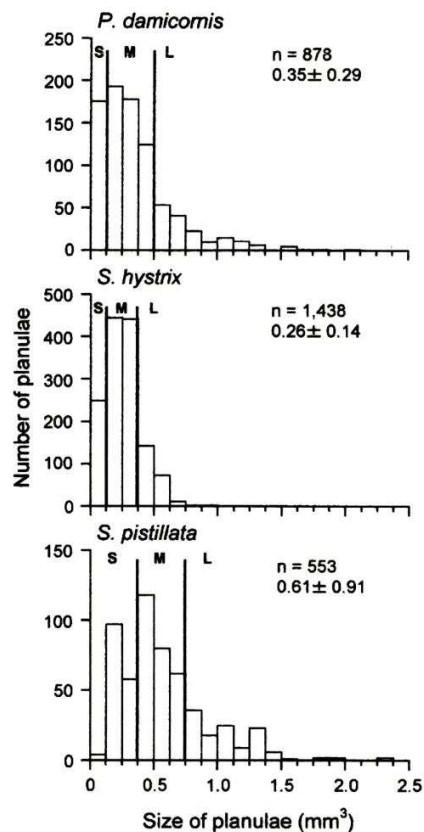 P. damicornis
S M L
n = 878
0.35± 0.29
250
200
150
100
50
0
S. hystrix
S M L
n = 1,438
0.26± 0.14
500
400
300
200
100
0
Number of planulae
S. pistillata
S M L
n = 553
0.61± 0.91
150
100
50
0
0 0.5 1.0 1.5 2.0 2.5
Size of planulae (mm³)